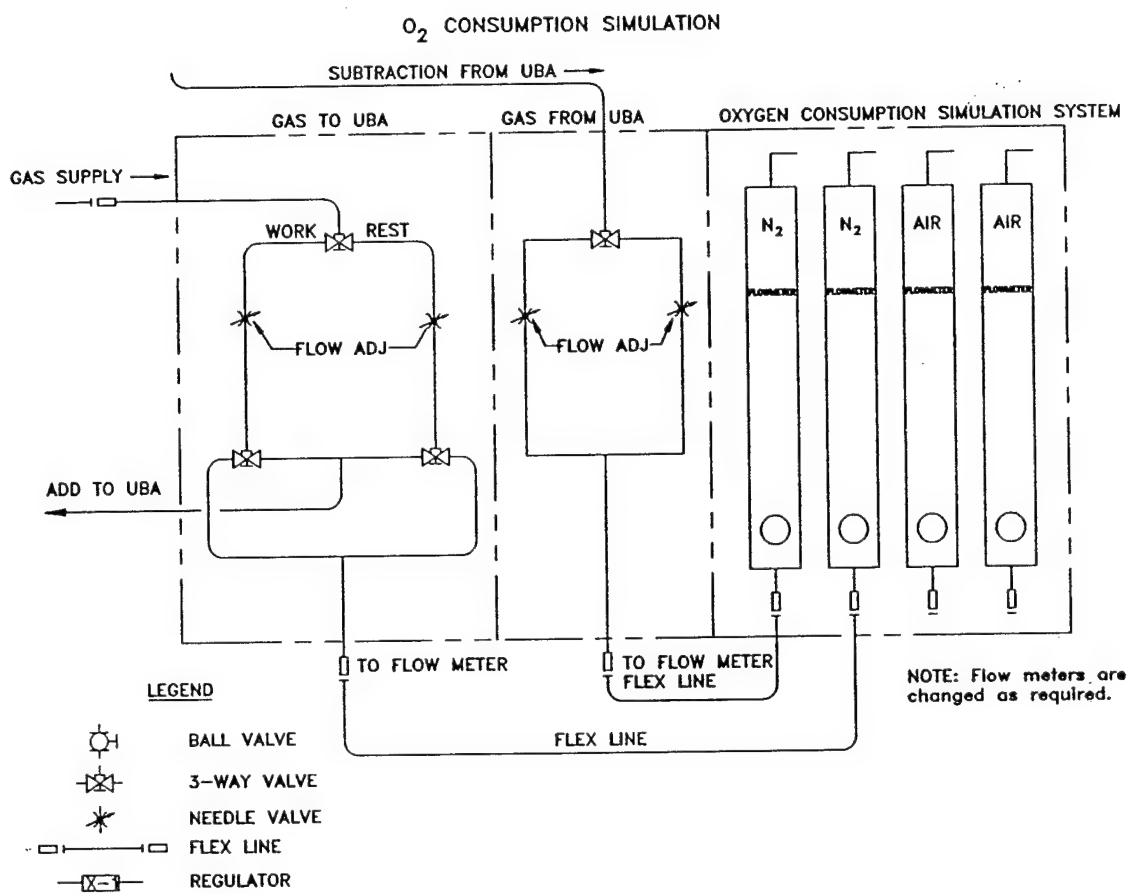 O₂ CONSUMPTION SIMULATION
SUBTRACTION FROM UBA
GAS TO UBA
GAS FROM UBA
OXYGEN CONSUMPTION SIMULATION SYSTEM
GAS SUPPLY
WORK
REST
N₂
N₂
AIR
AIR
FLOWMETER
FLOWMETER
FLOWMETER
FLOWMETER
FLOW ADJ
FLOW ADJ
ADD TO UBA
TO FLOW METER
TO FLOW METER
FLEX LINE
NOTE: Flow meters are
changed as required.
FLEX LINE
LEGEND
BALL VALVE
3-WAY VALVE
NEEDLE VALVE
FLEX LINE
REGULATOR